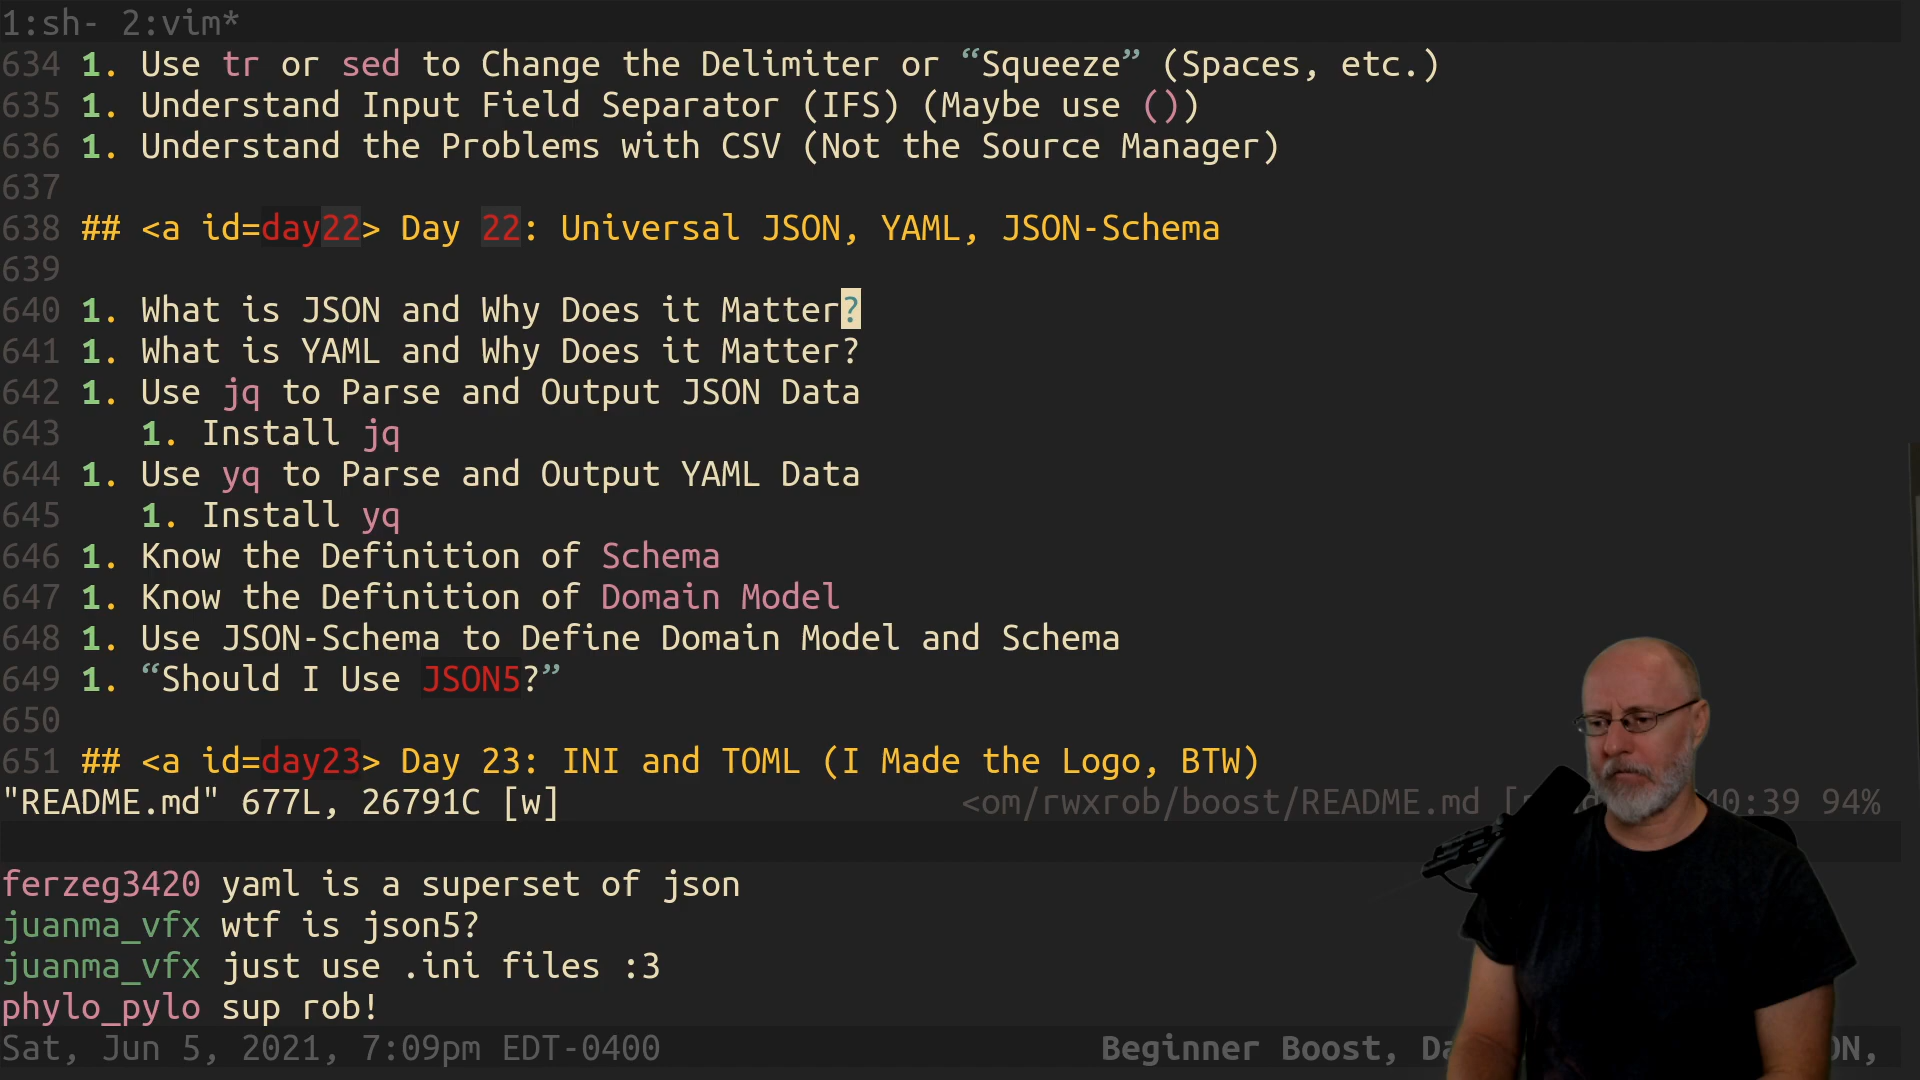 1:sh- 2:vim*
634 1. Use tr or sed to Change the Delimiter or “Squeeze” (Spaces, etc.)
635 1. Understand Input Field Separator (IFS) (Maybe use ())
636 1. Understand the Problems with CSV (Not the Source Manager)
637
638 ## <a id=day22> Day 22: Universal JSON, YAML, JSON-Schema
639
640 1. What is JSON and Why Does it Matter?
641 1. What is YAML and Why Does it Matter?
642 1. Use jq to Parse and Output JSON Data
643 1. Install jq
644 1. Use yq to Parse and Output YAML Data
645 1. Install yq
646 1. Know the Definition of Schema
647 1. Know the Definition of Domain Model
648 1. Use JSON-Schema to Define Domain Model and Schema
649 1. “Should I Use JSON5?”
650
651 ## <a id=day23> Day 23: INI and TOML (I Made the Logo, BTW)
"README.md" 677L, 26791C [w] <om/rwxrob/boost/README.md 40:39 94%
ferzeg3420 yaml is a superset of json
juanma_vfx wtf is json5?
juanma_vfx just use .ini files :3
phylo_pylo sup rob!
Sat, Jun 5, 2021, 7:09pm EDT-0400 Beginner Boost,